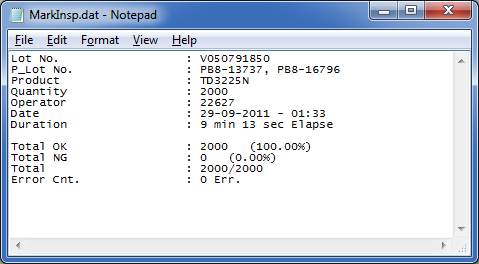 MarkInsp.dat - Notepad
File Edit Format View Help
Lot No. : V050791850
P_Lot No. : PB8-13737, PB8-16796
Product : TD3225N
Quantity : 2000
Operator : 22627
Date : 29-09-2011 - 01:33
Duration : 9 min 13 sec Elapse
Total OK : 2000 (100.00%)
Total NG : 0 (0.00%)
Total : 2000/2000
Error Cnt. : 0 Err.